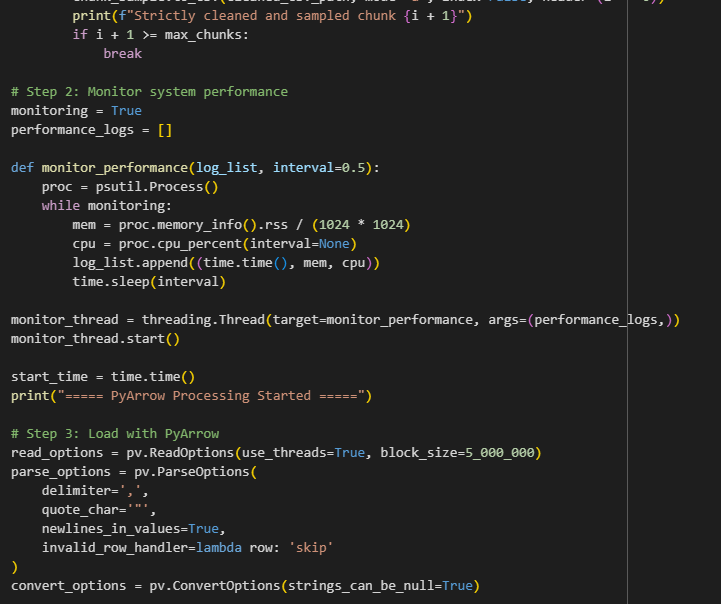 print(f"Strictly cleaned and sampled chunk {i + 1}")
if i + 1 >= max_chunks:
break
# Step 2: Monitor system performance
monitoring = True
performance_logs = []
def monitor_performance(log_list, interval=0.5):
proc = psutil.Process()
while monitoring:
mem = proc.memory_info().rss / (1024 * 1024)
cpu = proc.cpu_percent(interval=None)
log_list.append((time.time(), mem, cpu))
time.sleep(interval)
monitor_thread = threading.Thread(target=monitor_performance, args=(performance_logs,))
monitor_thread.start()
start_time = time.time()
print("===== PyArrow Processing Started =====")
# Step 3: Load with PyArrow
read_options = pv.ReadOptions(use_threads=True, block_size=5_000_000)
parse_options = pv.ParseOptions(
delimiter=',',
quote_char='"',
newlines_in_values=True,
invalid_row_handler=lambda row: 'skip'
)
convert_options = pv.ConvertOptions(strings_can_be_null=True)